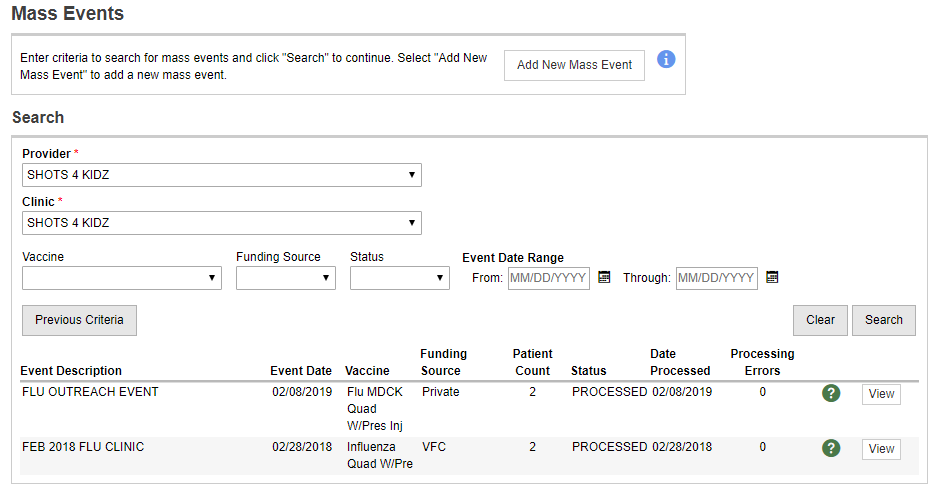 Mass Events
Enter criteria to search for mass events and click "Search" to continue. Select "Add New
Mass Event" to add a new mass event.
Add New Mass Event
i
Search
Provider *
SHOTS 4 KIDZ
Clinic *
SHOTS 4 KIDZ
Vaccine Funding Source Status Event Date Range
From: MM/DD/YYYY Through: MM/DD/YYYY
Previous Criteria Clear Search
Funding Patient Date Processing
Event Description Event Date Vaccine Source Count Status Processed Errors
FLU OUTREACH EVENT 02/08/2019 Flu MDCK Private 2 PROCESSED 02/08/2019 0 ? View
Quad
W/Pres Inj
FEB 2018 FLU CLINIC 02/28/2018 Influenza VFC 2 PROCESSED 02/28/2018 0 ? View
Quad W/Pre